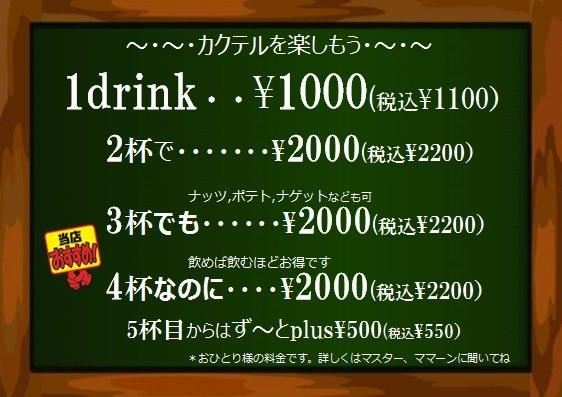 ～・～・カクテルを楽しもう・～・～
1drink・・¥1000(税込¥1100)
2杯で・・・・・・・¥2000(税込¥2200)
ナッツ,ポテト,ナゲットなども可
3杯でも・・・・・・¥2000(税込¥2200)
当店
おすすめ!
飲めば飲むほどお得です
4杯なのに・・・・¥2000(税込¥2200)
5杯目からはず～とplus¥500(税込¥550)
＊おひとり様の料金です。詳しくはマスター、ママーンに聞いてね